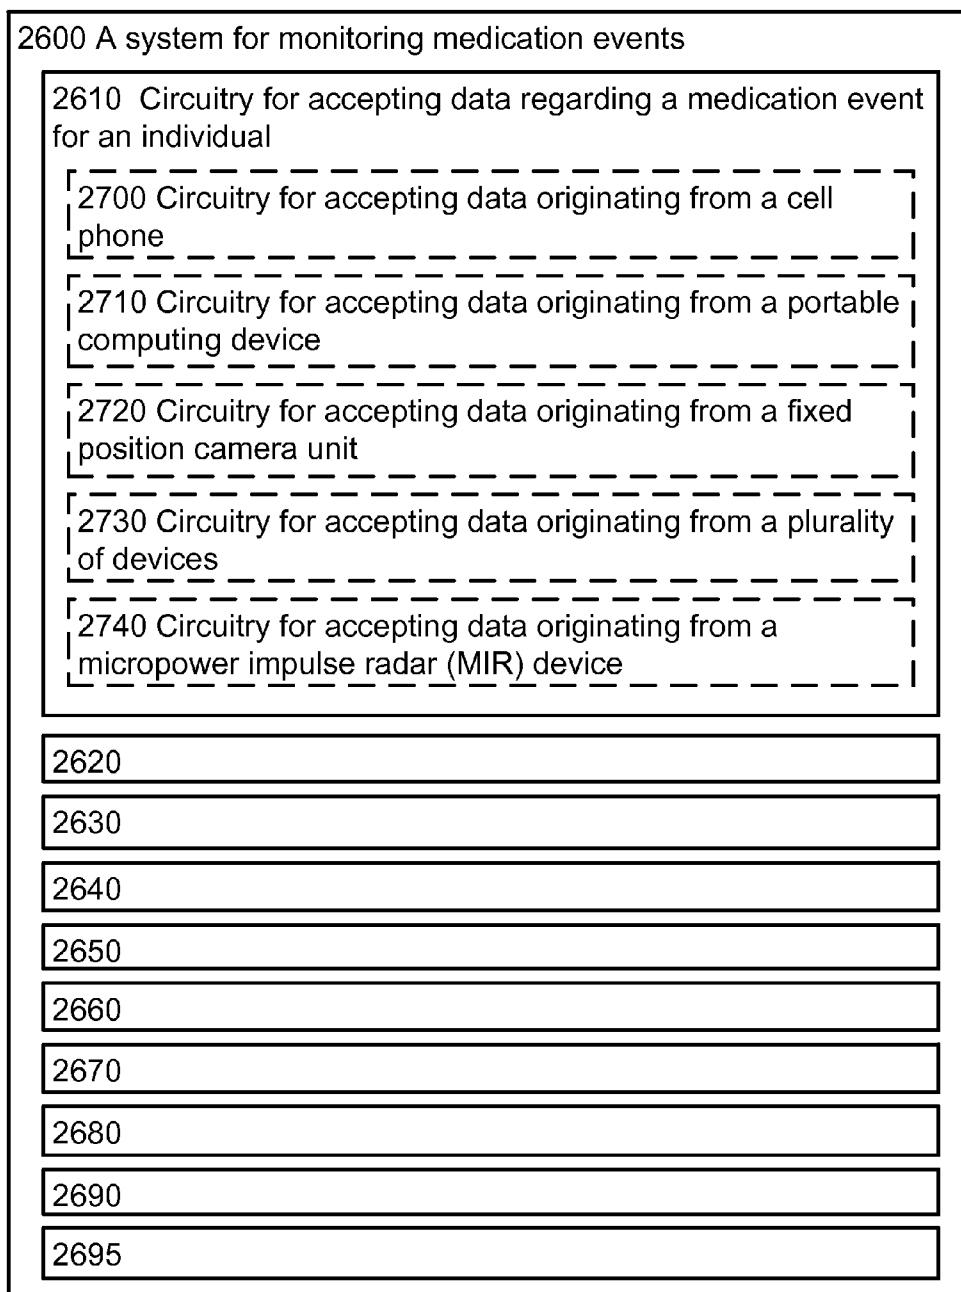 2600 A system for monitoring medication events
2610 Circuitry for accepting data regarding a medication event
for an individual
2700 Circuitry for accepting data originating from a cell
phone
2710 Circuitry for accepting data originating from a portable
computing device
2720 Circuitry for accepting data originating from a fixed
position camera unit
2730 Circuitry for accepting data originating from a plurality
of devices
2740 Circuitry for accepting data originating from a
micropower impulse radar (MIR) device
2620
2630
2640
2650
2660
2670
2680
2690
2695